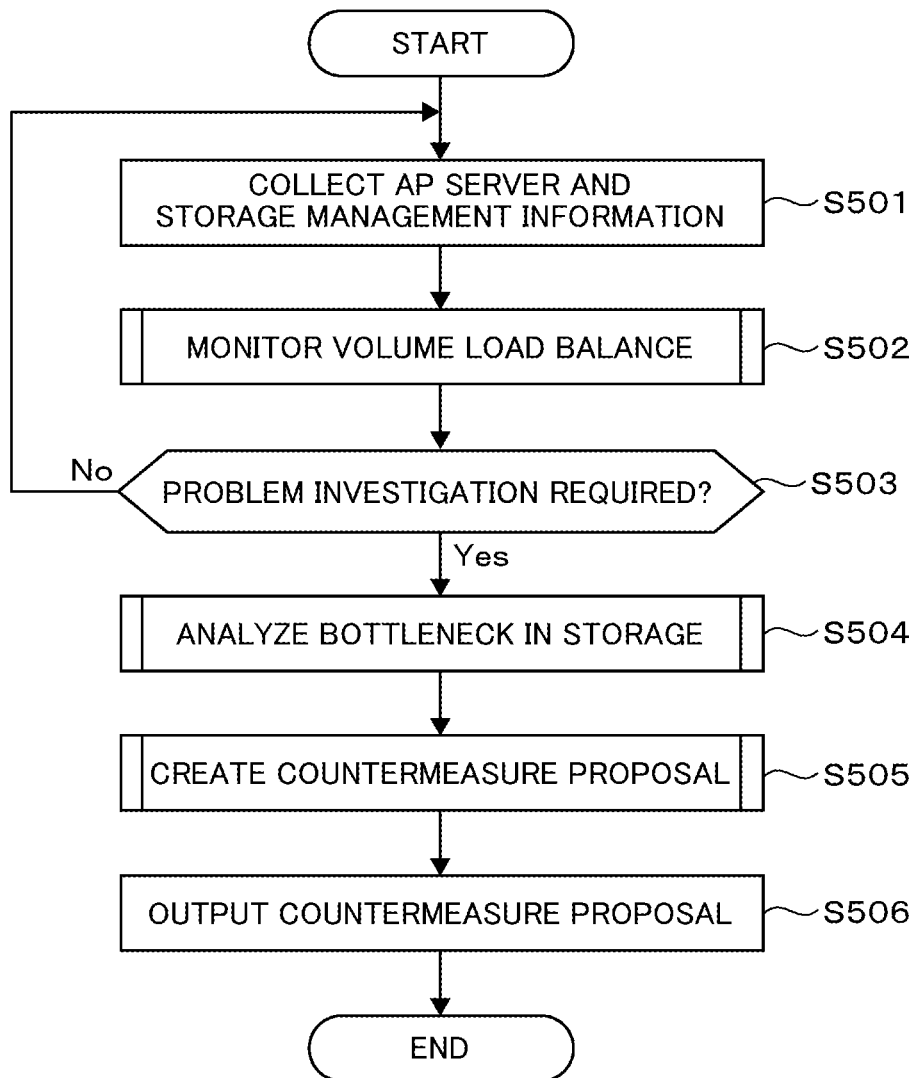 START
COLLECT AP SERVER AND
STORAGE MANAGEMENT INFORMATION
S501
MONITOR VOLUME LOAD BALANCE
S502
No
PROBLEM INVESTIGATION REQUIRED?
S503
Yes
ANALYZE BOTTLENECK IN STORAGE
S504
CREATE COUNTERMEASURE PROPOSAL
S505
OUTPUT COUNTERMEASURE PROPOSAL
S506
END